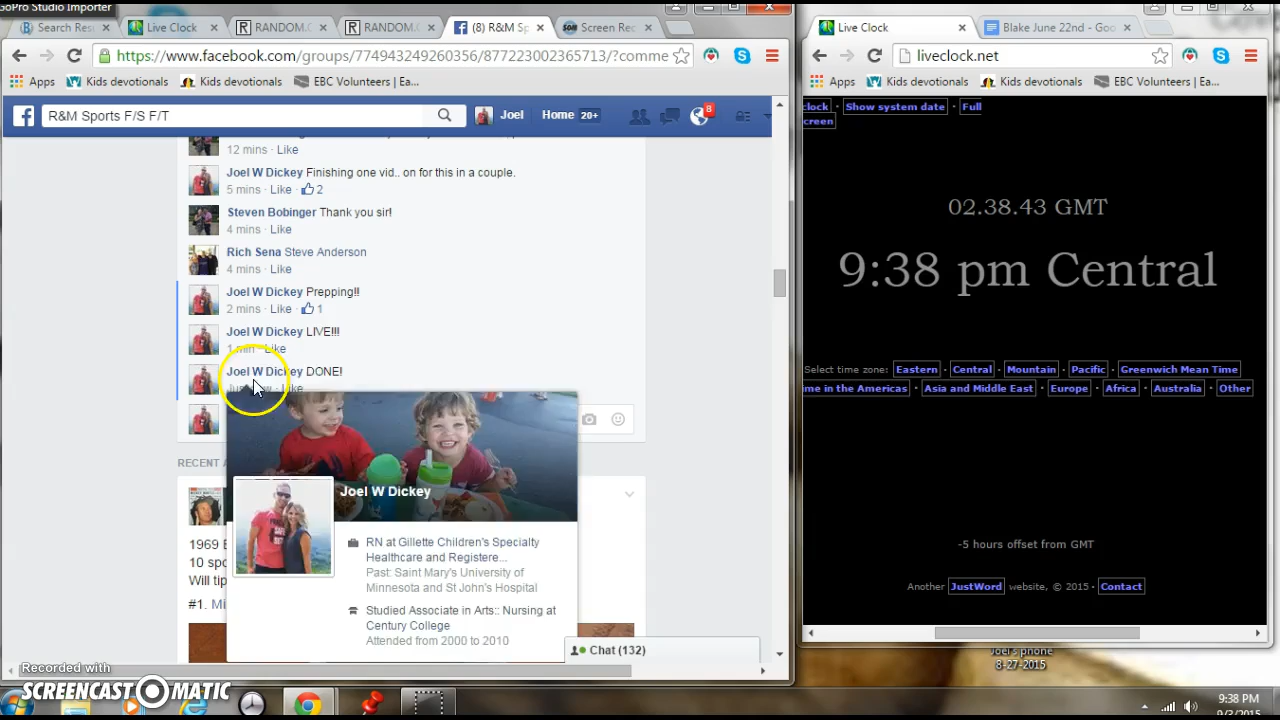 GoPro Studio Importer
Search Res
Live Clock
RANDOM.O
RANDOM.O
(8) R&M Sp
Screen Rec
https://www.facebook.com/groups/774943249260356/877223002365713/?comme
Apps Kids devotionals Kids devotionals EBC Volunteers | Ea...
R&M Sports F/S F/T
Joel Home 20+ 8
12 mins · Like
Joel W Dickey Finishing one vid.. on for this in a couple.
5 mins · Like · 2
Steven Bobinger Thank you sir!
4 mins · Like
Rich Sena Steve Anderson
4 mins · Like
Joel W Dickey Prepping!!
2 mins · Like · 1
Joel W Dickey LIVE!!!
1 min · Like
Joel W Dickey DONE!
Just now · Like
Joel W Dickey
RN at Gillette Children's Specialty
Healthcare and Registere...
Past: Saint Mary's University of
Minnesota and St John's Hospital
Studied Associate in Arts:: Nursing at
Century College
Attended from 2000 to 2010
RECENT A
1969
10 spo
Will tip
#1. Mi
Chat (132)
Recorded with
SCREENCAST MATIC
Live Clock
Blake June 22nd - Goo
liveclock.net
Apps Kids devotionals Kids devotionals EBC Volunteers | Ea...
clock · Show system date · Full
screen
02.38.43 GMT
9:38 pm Central
Select time zone: Eastern · Central · Mountain · Pacific · Greenwich Mean Time
ime in the Americas · Asia and Middle East · Europe · Africa · Australia · Other
-5 hours offset from GMT
Another JustWord website, © 2015 · Contact
Joel's phone
8-27-2015
9:38 PM